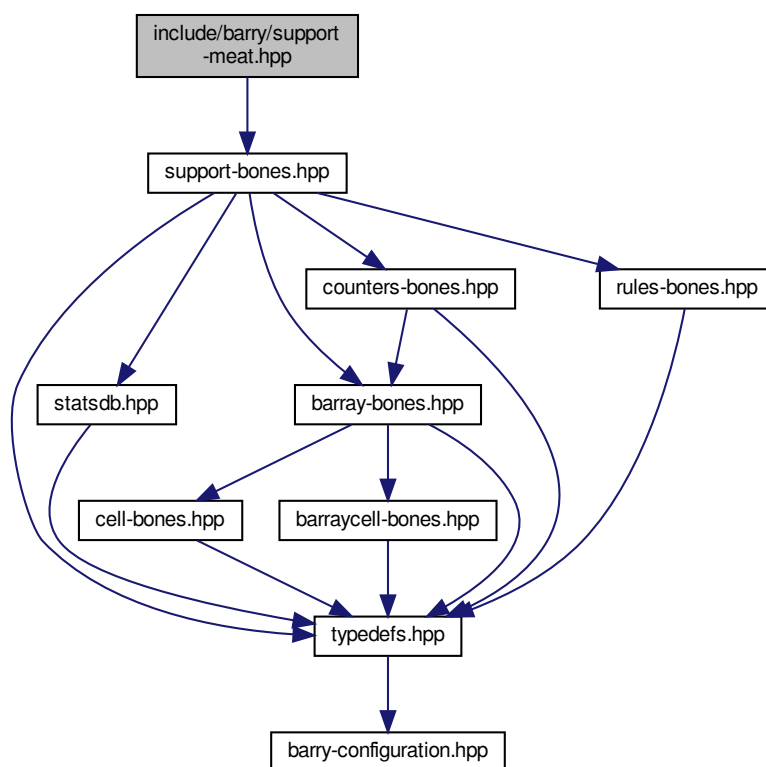 include/barry/support
-meat.hpp
support-bones.hpp
counters-bones.hpp
rules-bones.hpp
statsdb.hpp
barray-bones.hpp
cell-bones.hpp
barraycell-bones.hpp
typedefs.hpp
barry-configuration.hpp